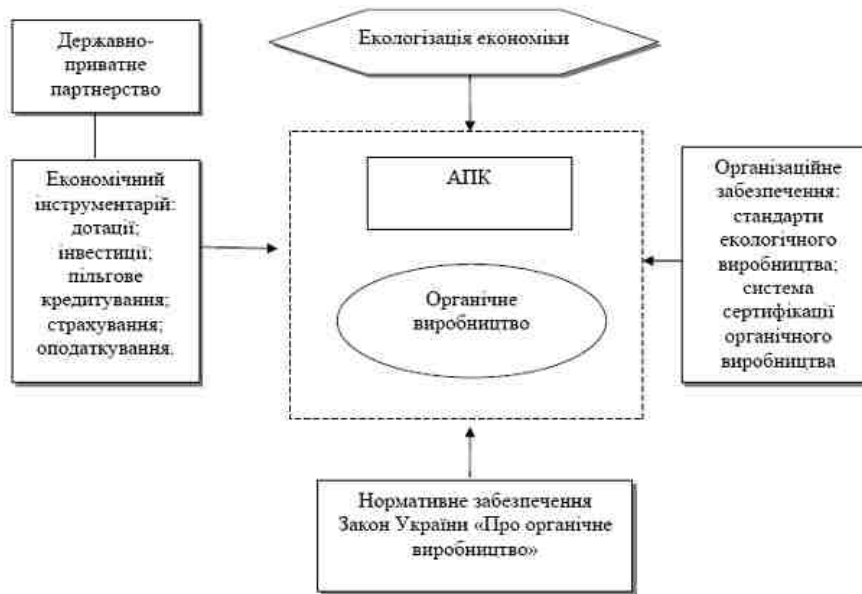 Державно-
приватне
партнерство
Екологізація економіки
Економічний
інструментарій:
дотації;
інвестиції;
пільгове
кредитування;
страхування;
оподаткування.
АПК
Органічне
виробництво
Організаційне
забезпечення:
стандарти
екологічного
виробництва;
система
сертифікації
органічного
виробництва
Нормативне забезпечення
Закон України «Про органічне
виробництво»